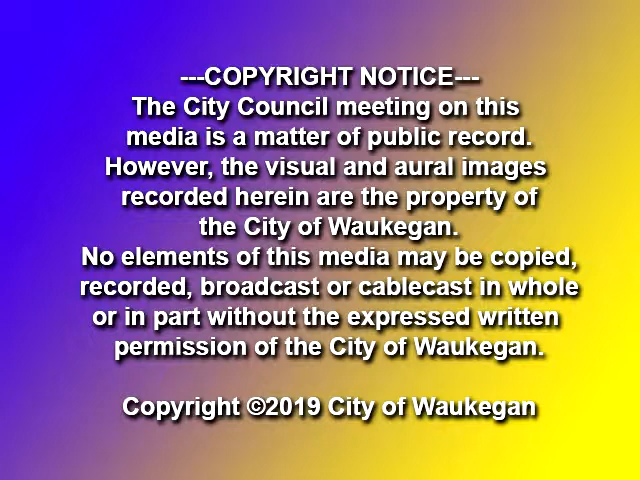 ---COPYRIGHT NOTICE---
The City Council meeting on this
media is a matter of public record.
However, the visual and aural images
recorded herein are the property of
the City of Waukegan.
No elements of this media may be copied,
recorded, broadcast or cablecast in whole
or in part without the expressed written
permission of the City of Waukegan.
Copyright ©2019 City of Waukegan